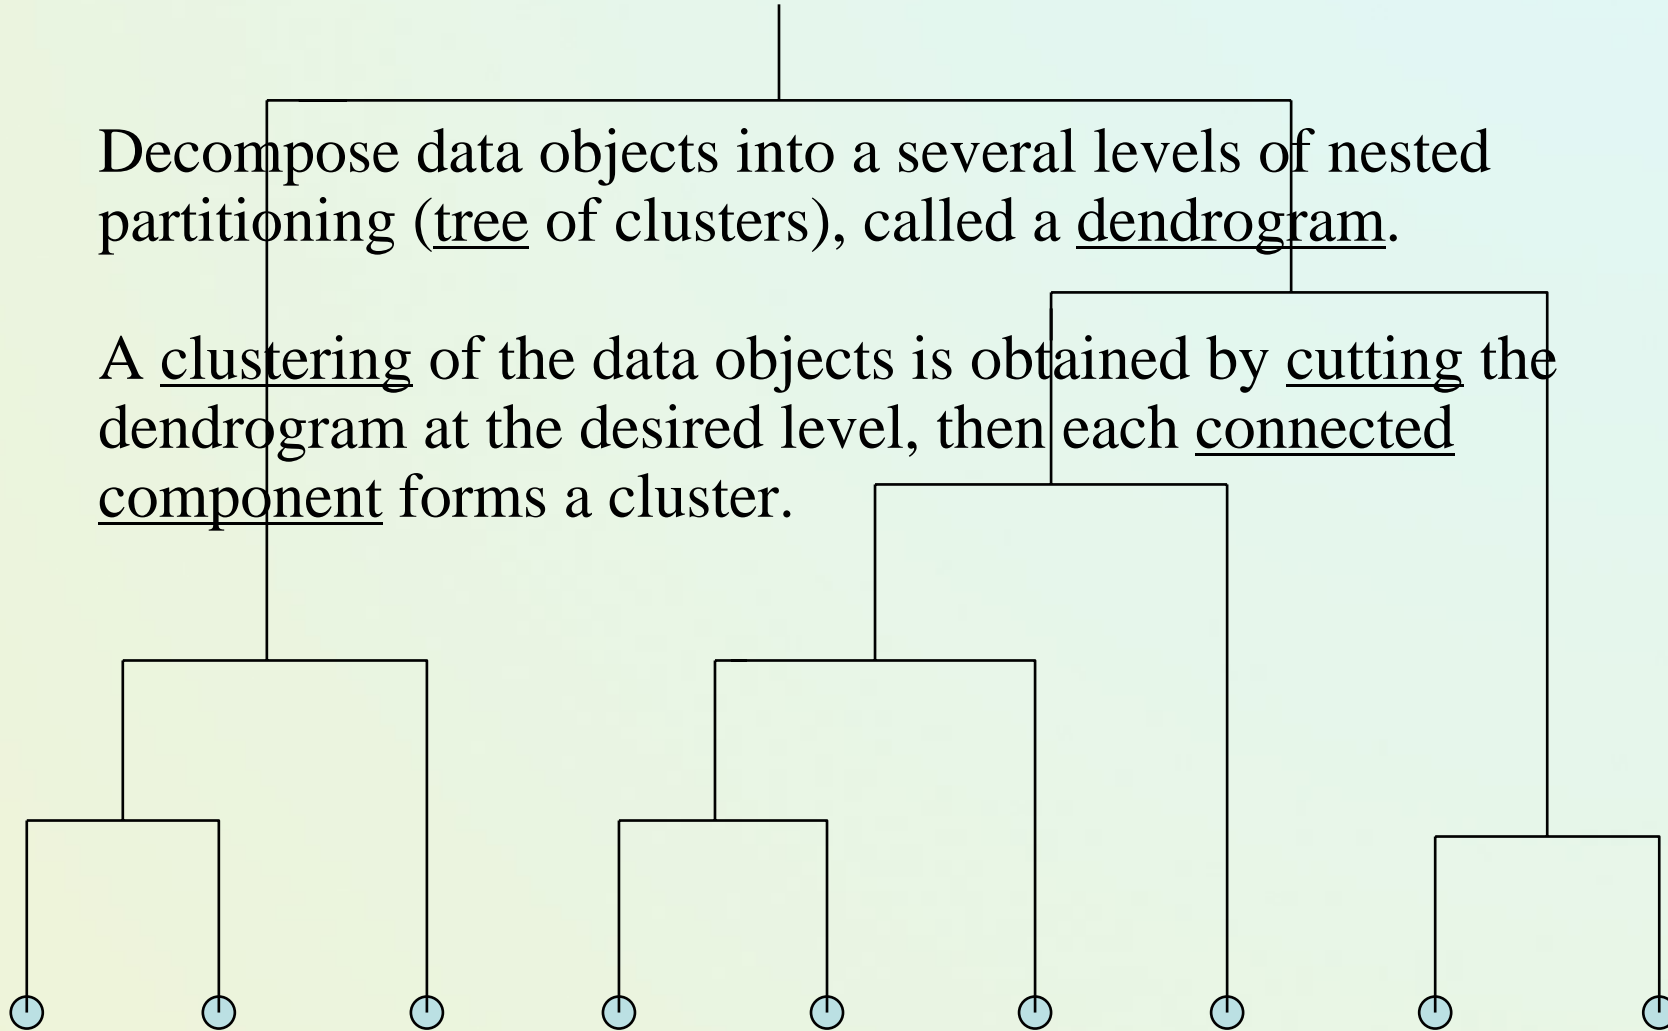 Decompose data objects into a several levels of nested
partitioning (tree of clusters), called a dendrogram.
A clustering of the data objects is obtained by cutting the
dendrogram at the desired level, then each connected
component forms a cluster.